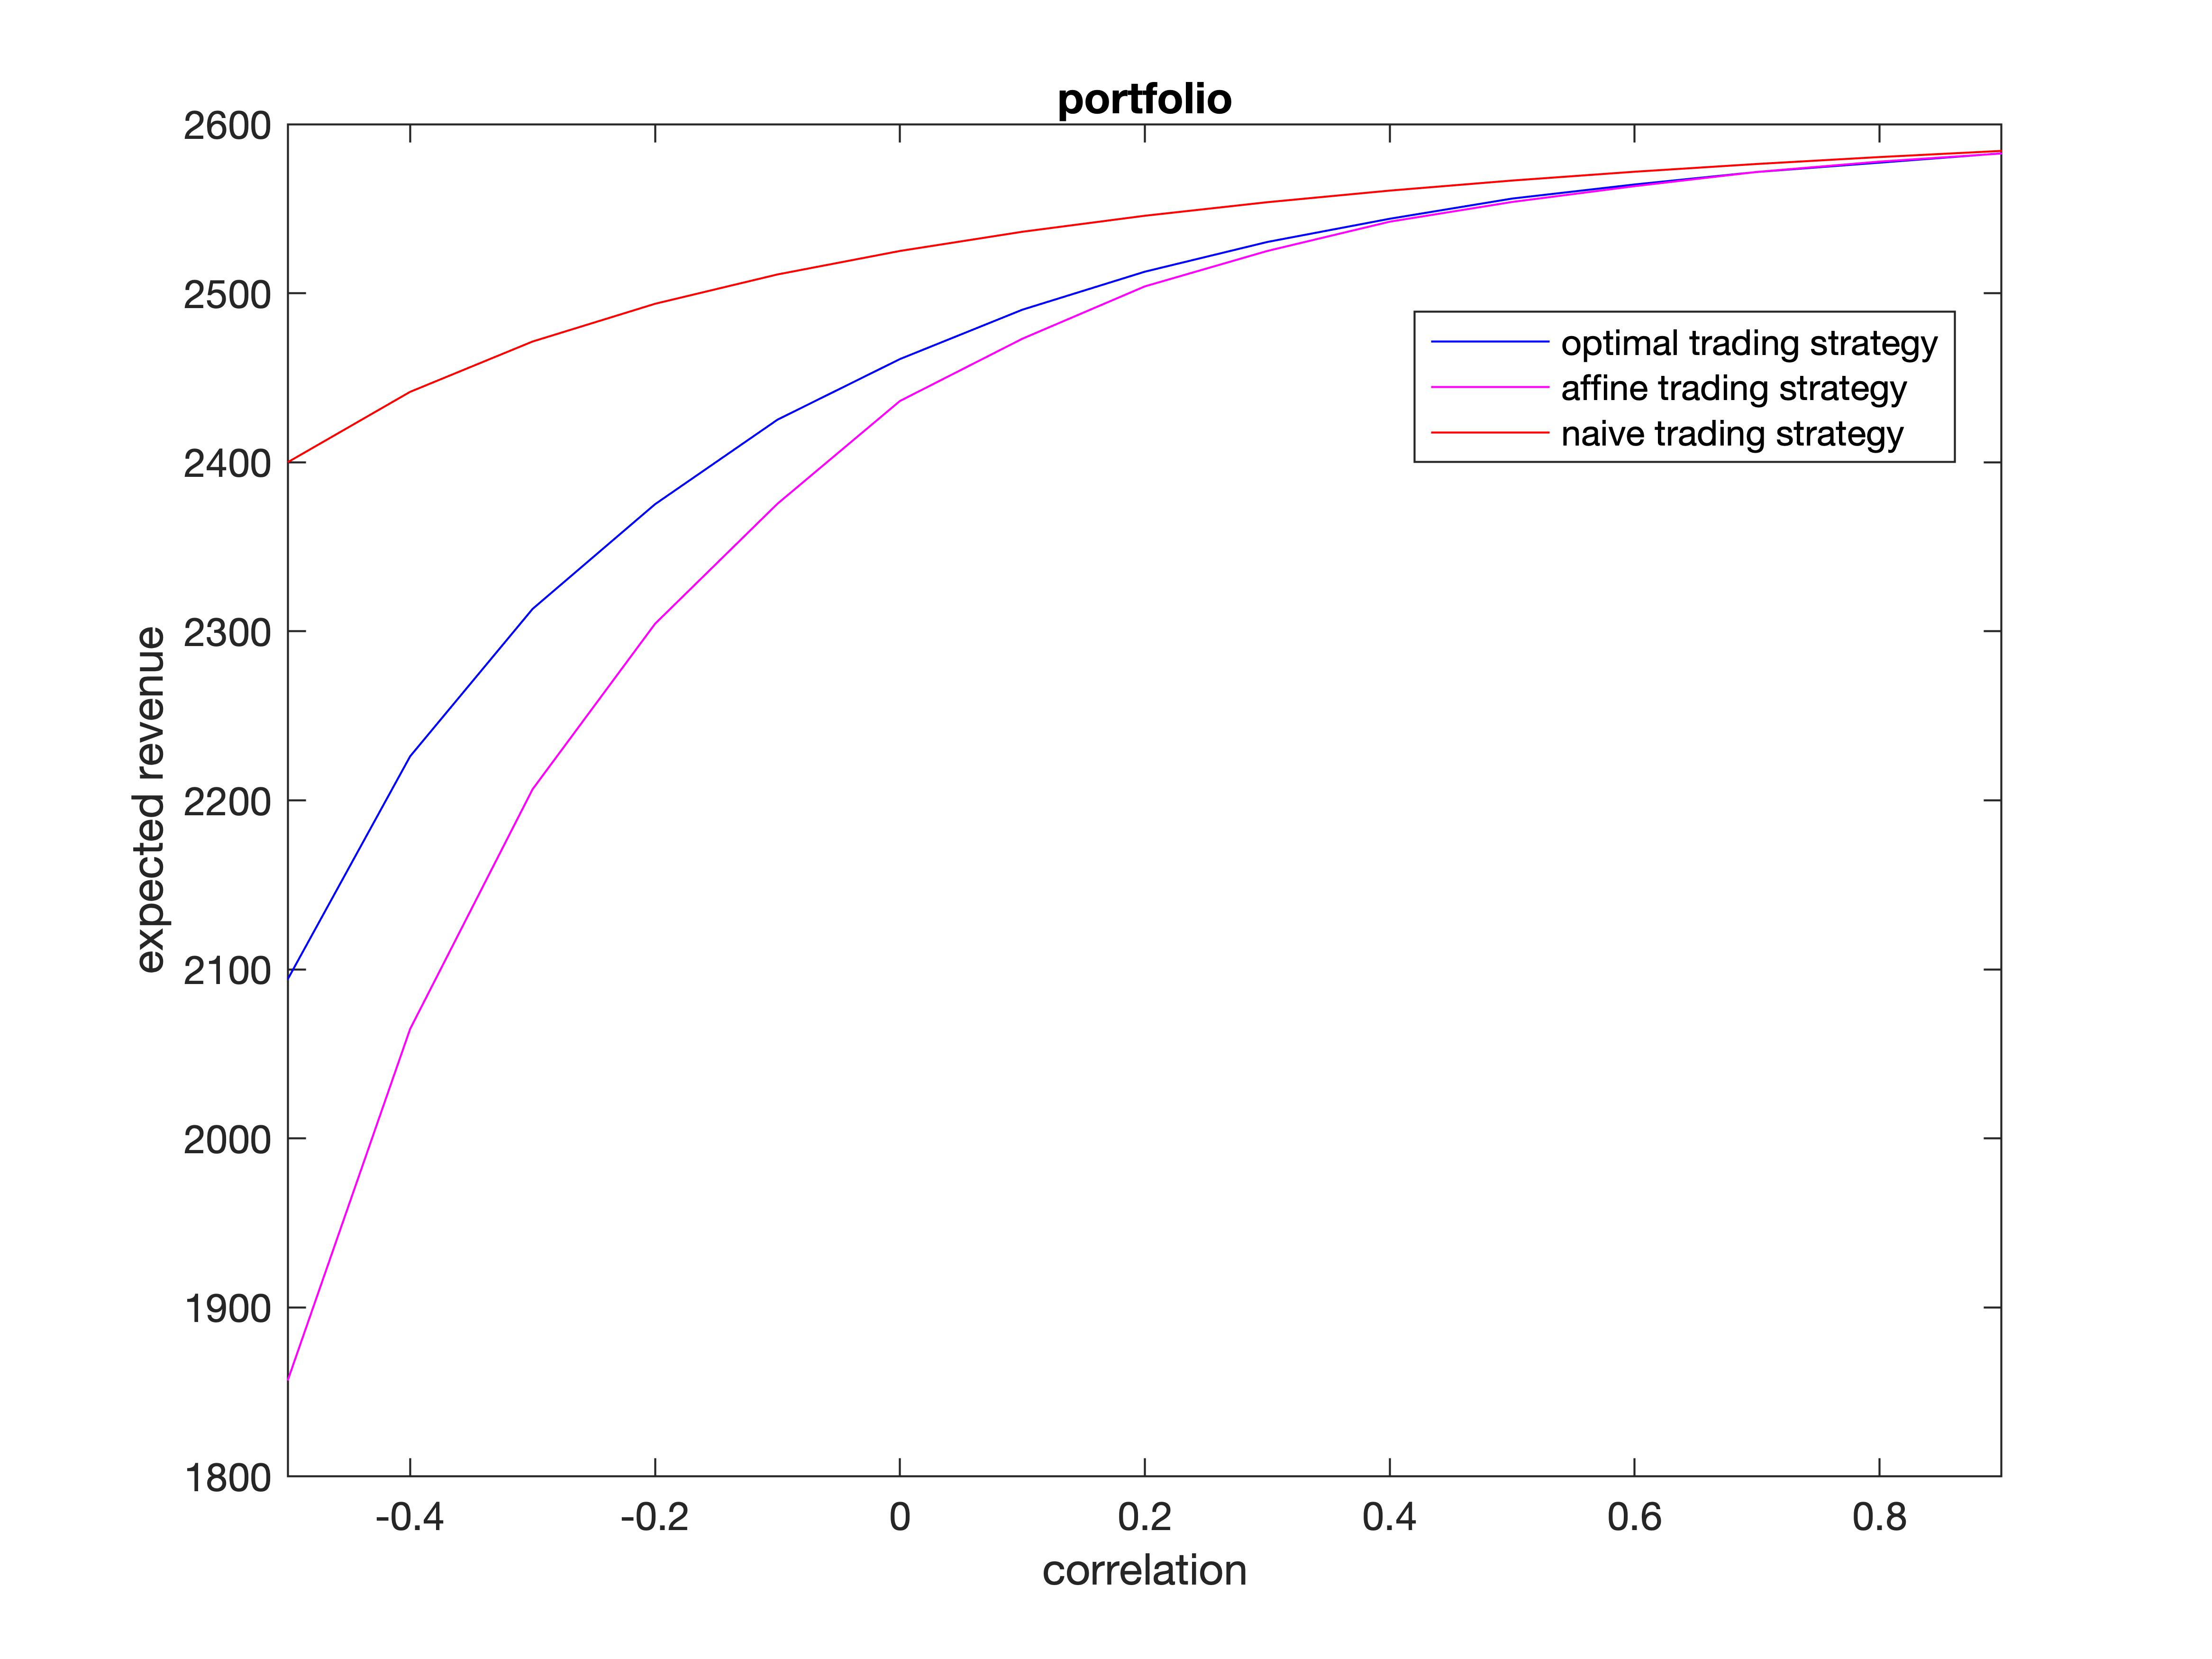 portfolio
2600
2500
2400
2300
2200
2100
2000
1900
1800
expected revenue
optimal trading strategy
affine trading strategy
naive trading strategy
-0.4 -0.2 0 0.2 0.4 0.6 0.8
correlation